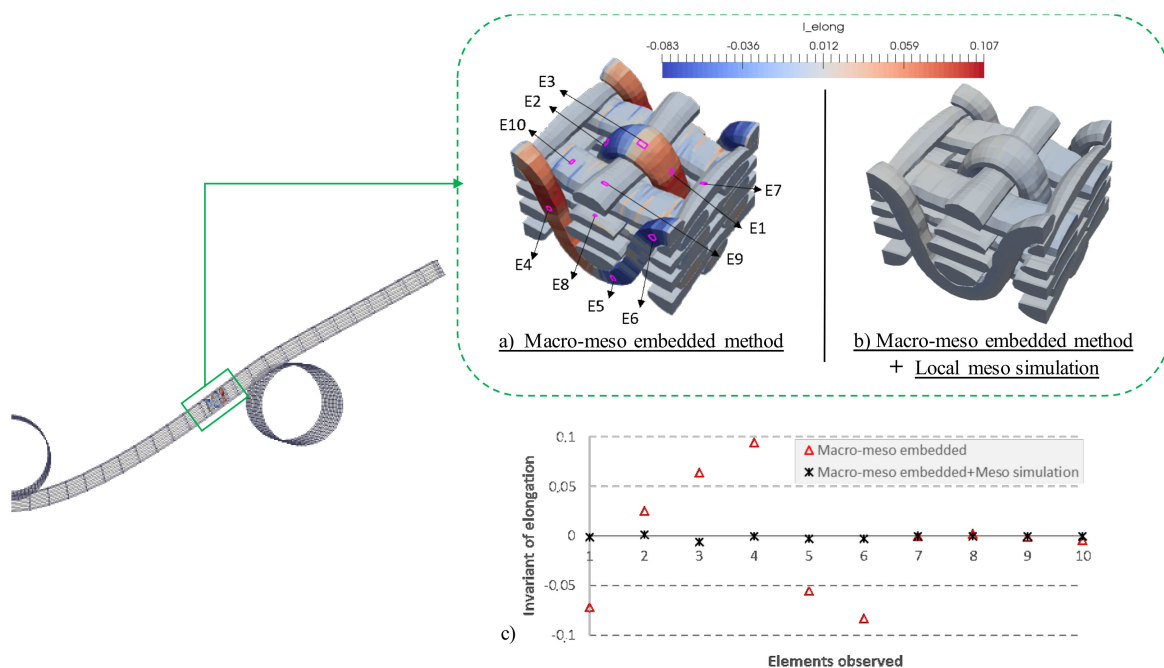 I_elong
-0.083 -0.036 0.012 0.059 0.107
E3
E2
E10
E7
E1
E4
E8
E9
E5
E6
a) Macro-meso embedded method
b) Macro-meso embedded method
+ Local meso simulation
0.1
0.05
0
-0.05
-0.1
Invariant of elongation
Macro-meso embedded
Macro-meso embedded+Meso simulation
1 2 3 4 5 6 7 8 9 10
c)
Elements observed